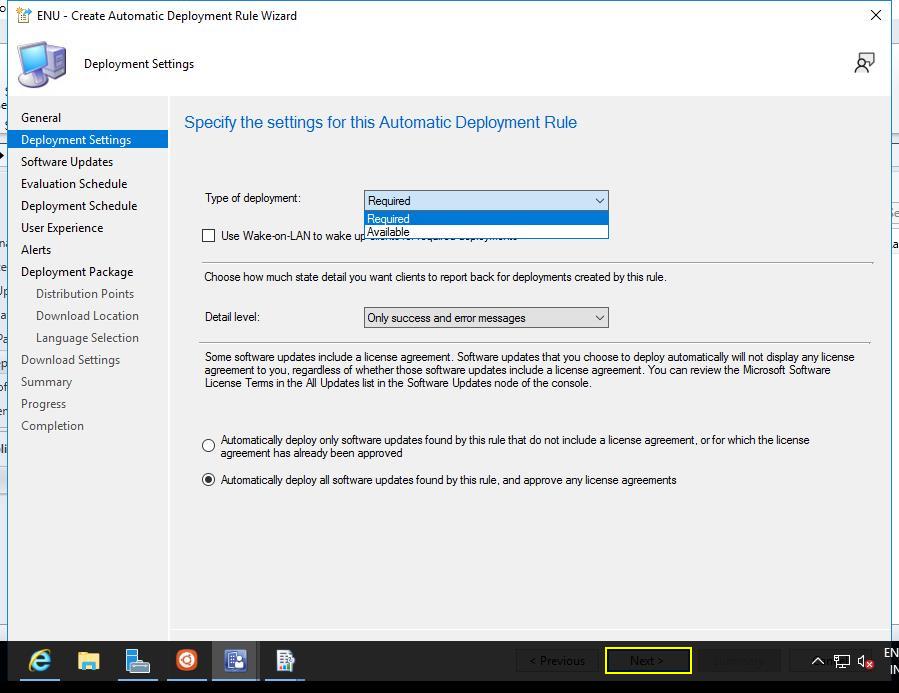 ENU - Create Automatic Deployment Rule Wizard
Deployment Settings
General
Deployment Settings
Software Updates
Evaluation Schedule
Deployment Schedule
User Experience
Alerts
Deployment Package
Distribution Points
Download Location
Language Selection
Download Settings
Summary
Progress
Completion
Specify the settings for this Automatic Deployment Rule
Type of deployment:
Required
Required
Available
Use Wake-on-LAN to wake up clients for required deployments
Choose how much state detail you want clients to report back for deployments created by this rule.
Detail level:
Only success and error messages
Some software updates include a license agreement. Software updates that you choose to deploy automatically will not display any license
agreement to you, regardless of whether those software updates include a license agreement. You can review the Microsoft Software
License Terms in the All Updates list in the Software Updates node of the console.
Automatically deploy only software updates found by this rule that do not include a license agreement, or for which the license
agreement has already been approved
Automatically deploy all software updates found by this rule, and approve any license agreements
< Previous
Next >
Summary
EN
IN